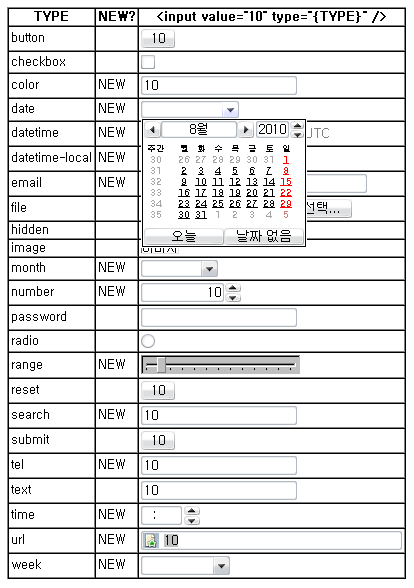 TYPE NEW? <input value="10" type="{TYPE}" />
button 10
checkbox
color NEW 10
date NEW
datetime NEW UTC
datetime-local NEW
email NEW
file 선택...
hidden
image 이미지
month NEW
number NEW 10
password
radio
range NEW
reset 10
search NEW 10
submit 10
tel NEW 10
text 10
time NEW :
url NEW 10
week NEW
8월 2010
주간 월 화 수 목 금 토 일
30 26 27 28 29 30 31 1
31 2 3 4 5 6 7 8
32 9 10 11 12 13 14 15
33 16 17 18 19 20 21 22
34 23 24 25 26 27 28 29
35 30 31 1 2 3 4 5
오늘 날짜 없음